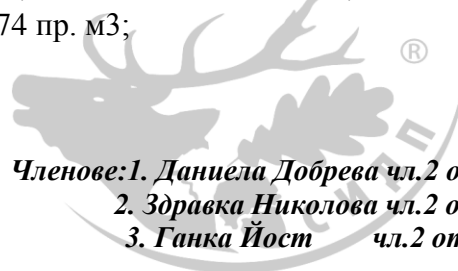 74 пр. м3;
®
Членове:1. Даниела Добрева чл.2 о
2. Здравка Николова чл.2 о
3. Ганка Йост чл.2 от
СИДП